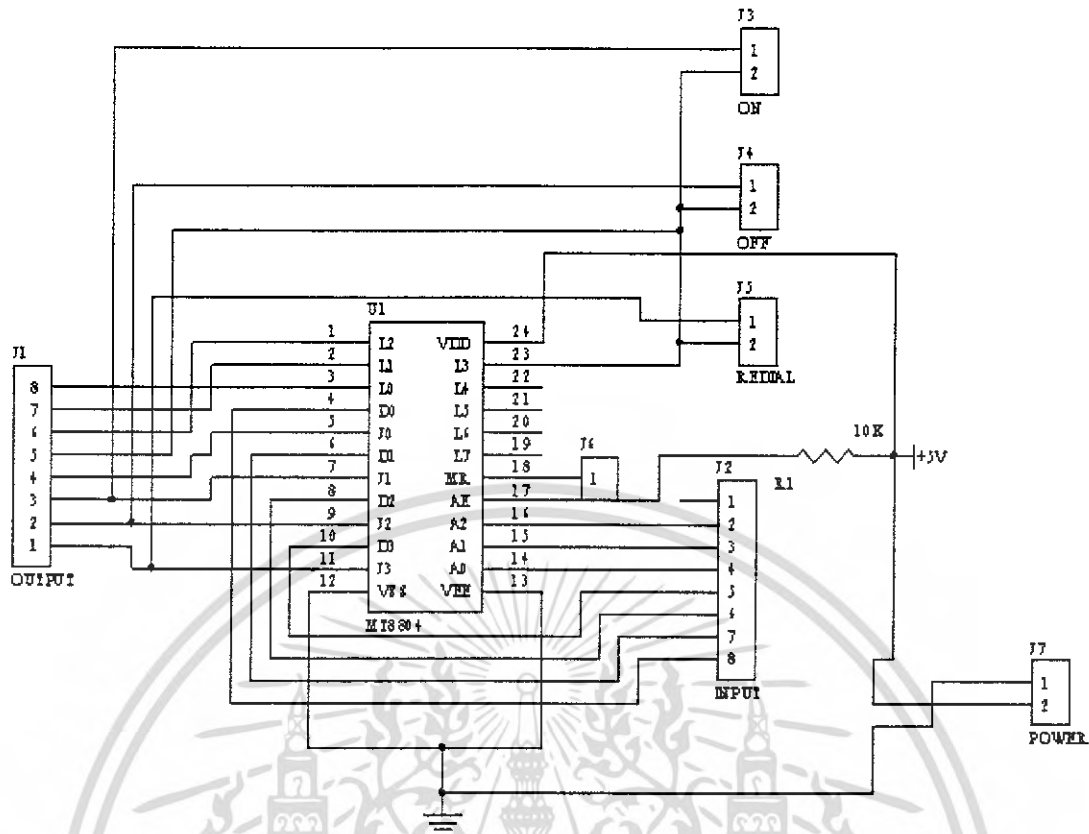 J3
1
2
ON
J4
1
2
OFF
J5
1
2
REDIAL
U1
1 L2 VDD 24
2 L1 L3 23
3 L0 L4 22
4 D0 L5 21
5 J0 L6 20
6 D1 L7 19
7 J1 MR 18
8 D2 AE 17
9 J2 A2 16
10 D3 A1 15
11 J3 A0 14
12 VSS VEE 13
MT8804
J1
8
7
6
5
4
3
2
1
OUTPUT
J6
1
10K
R1
+5V
J2
1
2
3
4
5
6
7
8
INPUT
J7
1
2
POWER